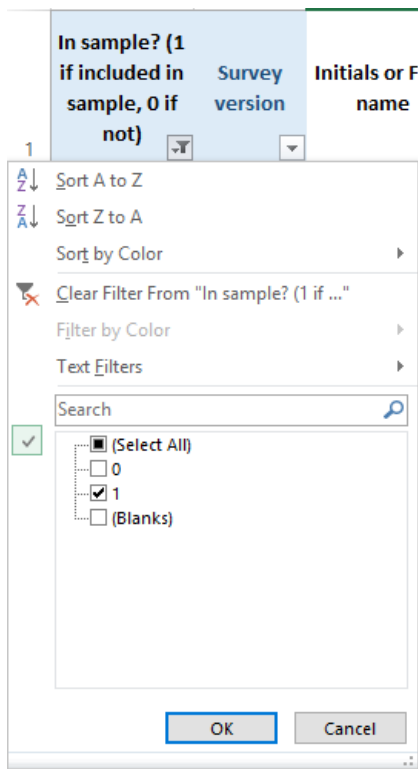 In sample? (1
if included in
sample, 0 if
not)
Survey
version
Initials or F
name
1
Sort A to Z
Sort Z to A
Sort by Color
Clear Filter From "In sample? (1 if ..."
Filter by Color
Text Filters
Search
(Select All)
0
1
(Blanks)
OK
Cancel